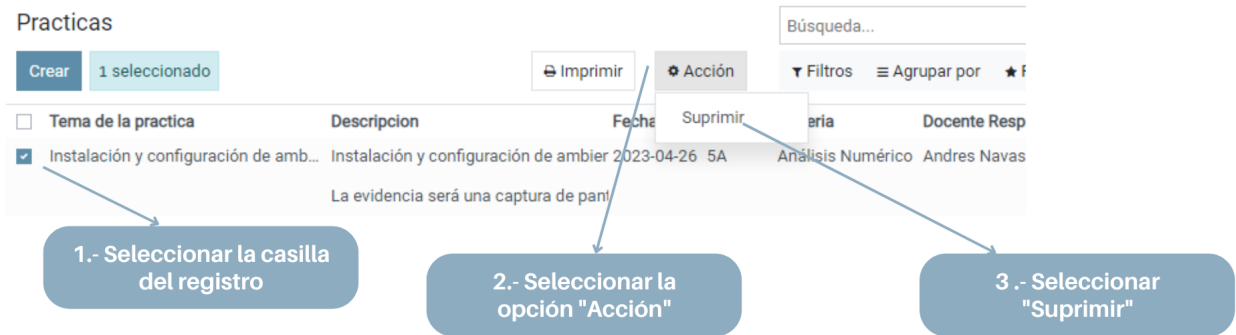 Practicas
Búsqueda...
Crear 1 seleccionado Imprimir Acción Filtros Agrupar por
Suprimir
Tema de la practica Descripcion Fecha Docente Resp
Instalación y configuración de amb... Instalación y configuración de ambier 2023-04-26 5A Análisis Numérico Andres Navas
La evidencia será una captura de pant
1.- Seleccionar la casilla
del registro
2.- Seleccionar la
opción "Acción"
3 .- Seleccionar
"Suprimir"